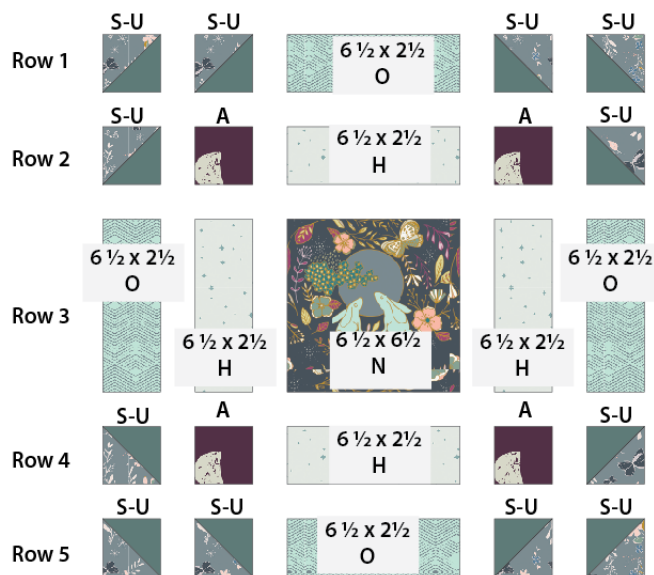 S-U S-U S-U S-U
Row 1
6 ½ x 2½
O
S-U A A S-U
Row 2
6 ½ x 2½
H
Row 3
6 ½ x 2½
O
6 ½ x 2½
H
6 ½ x 6½
N
6 ½ x 2½
H
6 ½ x 2½
O
S-U A A S-U
Row 4
6 ½ x 2½
H
S-U S-U S-U S-U
Row 5
6 ½ x 2½
O